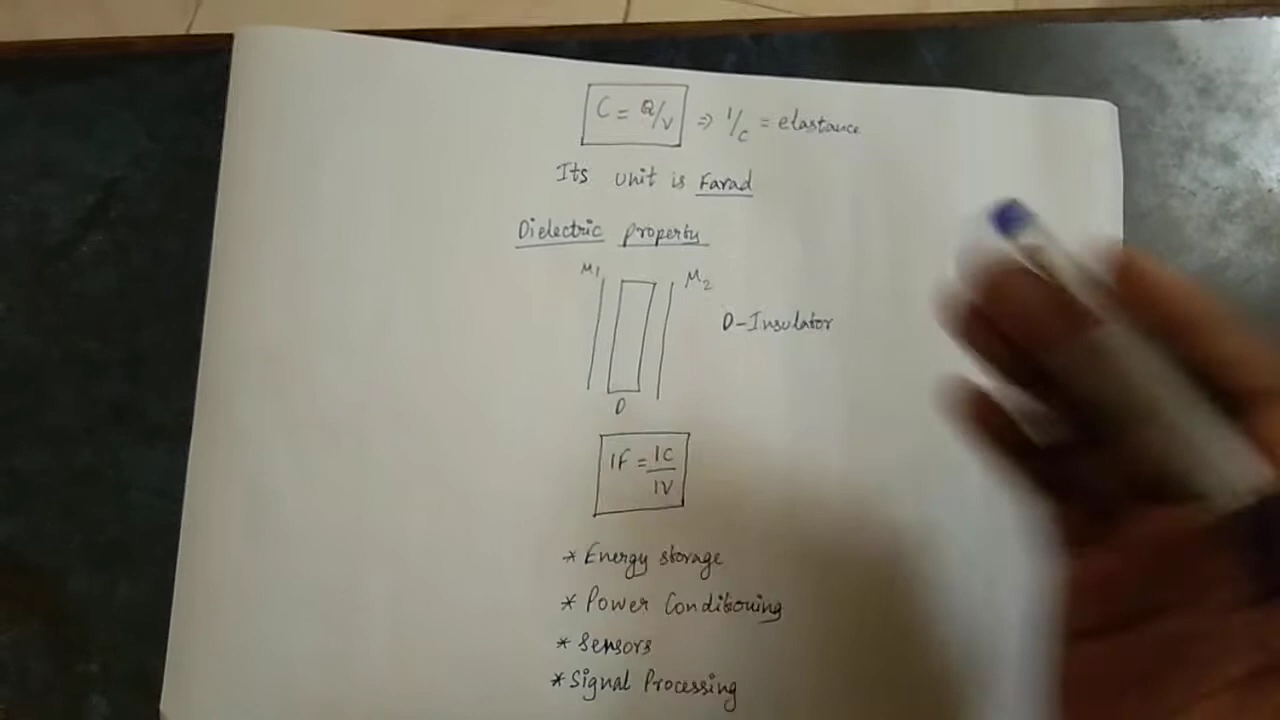 C = Q/V ⇒ 1/C = elastance
Its unit is Farad
Dielectric property
M1 M2
D-Insulator
D
1F = 1C/1V
* Energy storage
* Power Conditioning
* Sensors
* Signal Processing